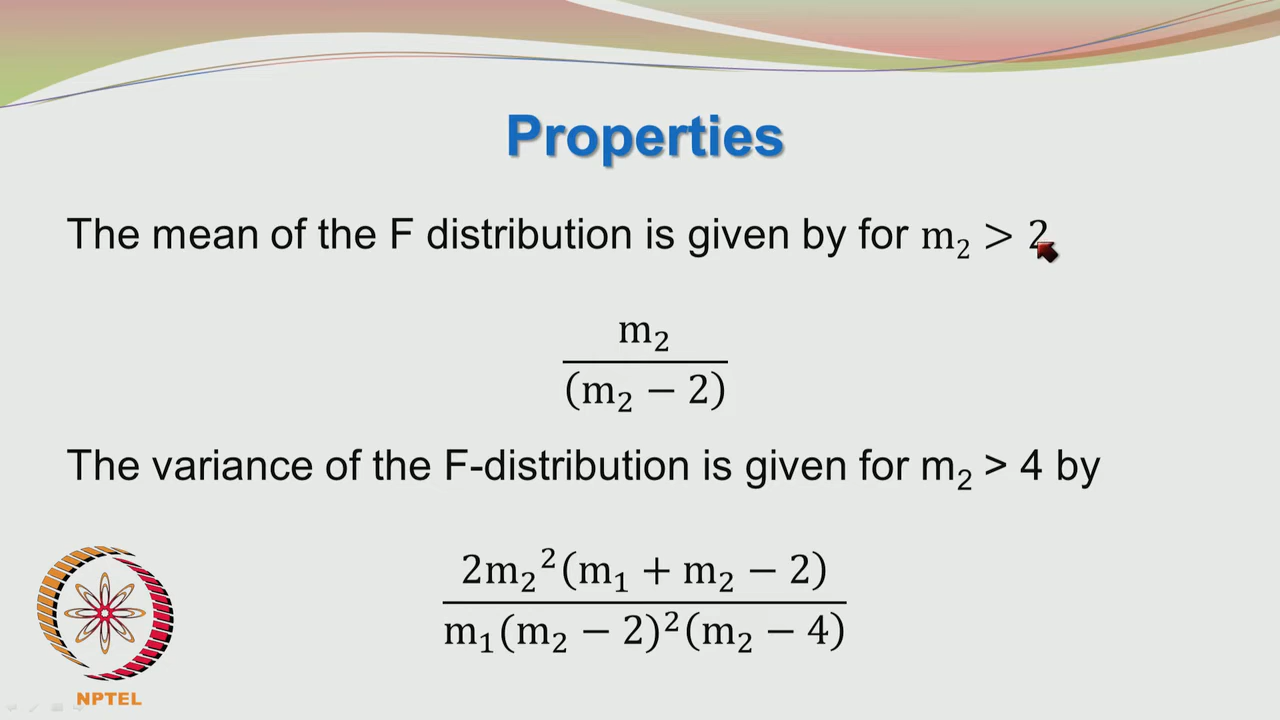 Properties
The mean of the F distribution is given by for m₂ > 2
m₂
(m₂ − 2)
The variance of the F-distribution is given for m₂ > 4 by
2m₂²(m₁ + m₂ − 2)
m₁(m₂ − 2)²(m₂ − 4)
NPTEL